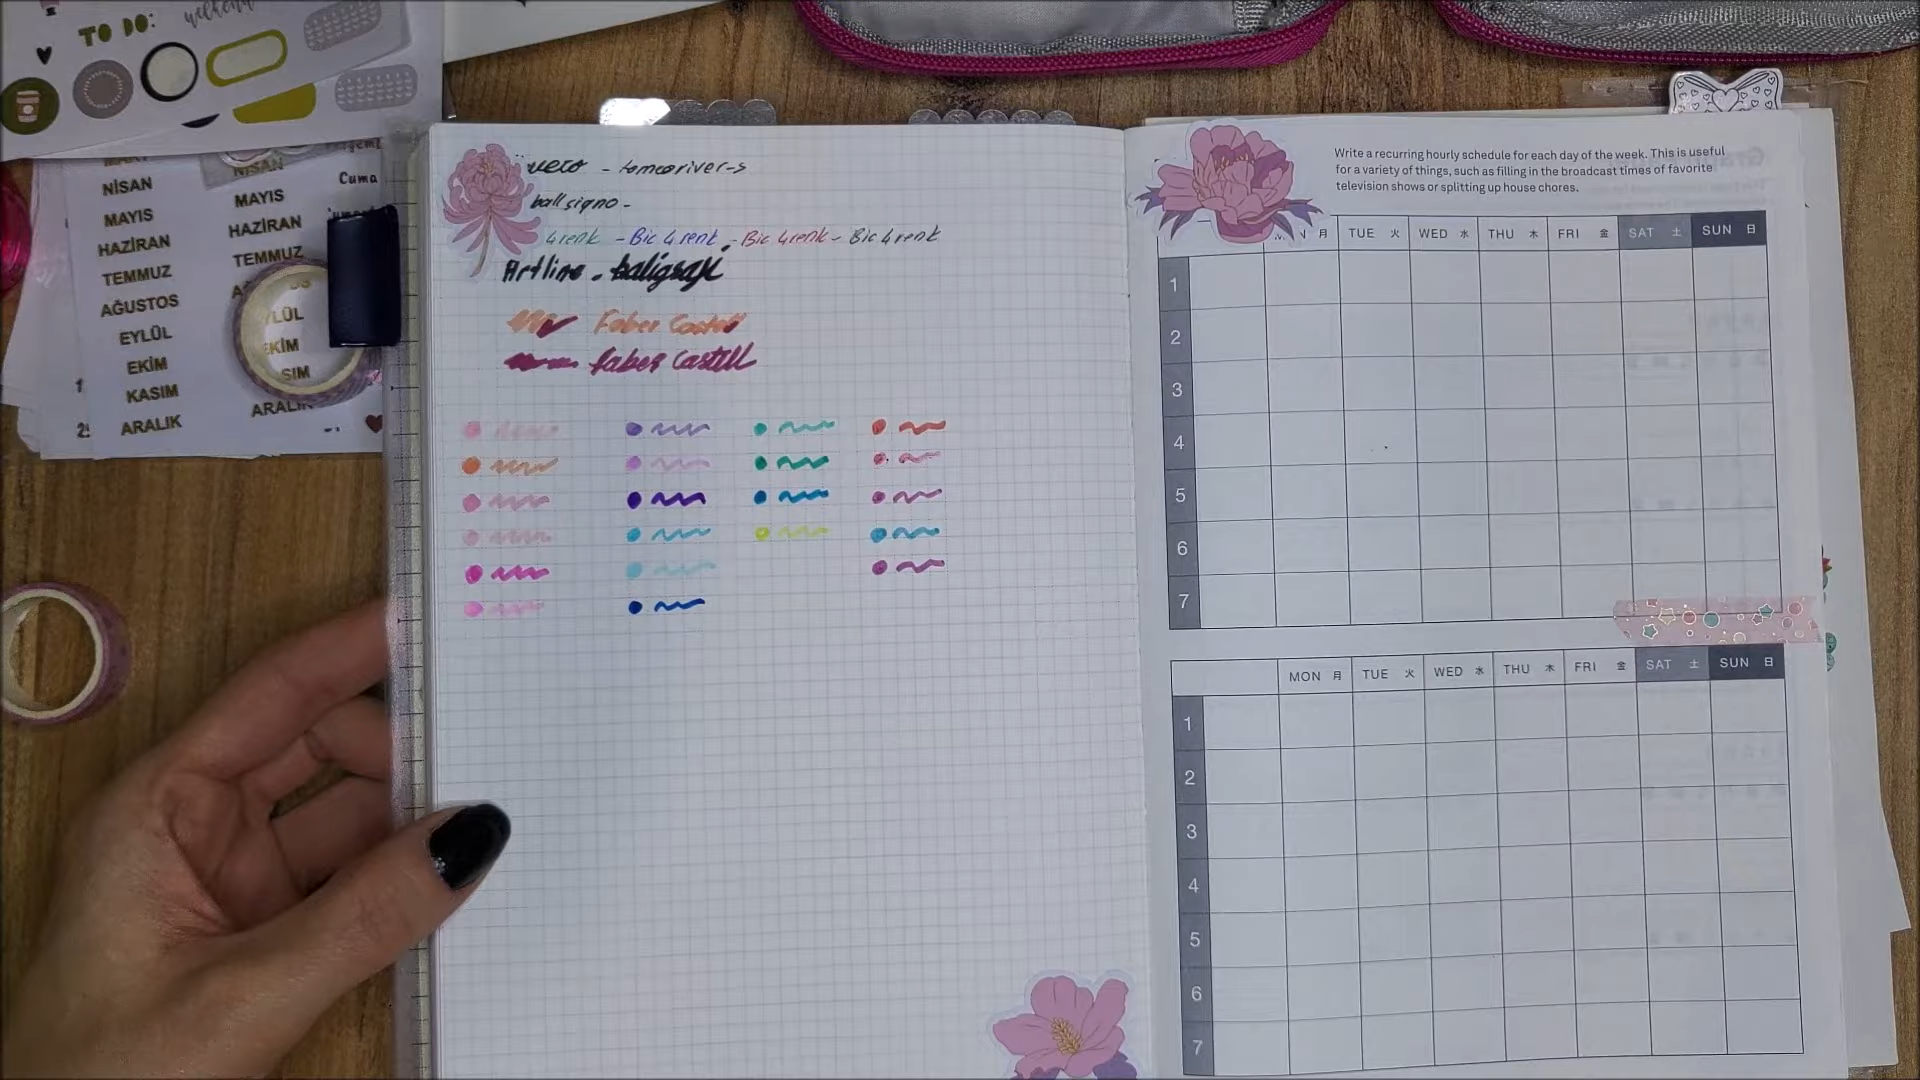 TO DO:
weekend
NİSAN
MAYIS
HAZİRAN
TEMMUZ
AĞUSTOS
EYLÜL
EKİM
KASIM
ARALIK
NİSAN
MAYIS
HAZİRAN
TEMMUZ
EKİM
ARALIK
Cuma
ball signo -
4renk - Bic 4renk - Bic 4renk - Bic 4renk
Artline -
Faber Castell
faber Castell
Write a recurring hourly schedule for each day of the week. This is useful
for a variety of things, such as filling in the broadcast times of favorite
television shows or splitting up house chores.
月 TUE 火 WED 水 THU 木 FRI 金 SAT 土 SUN 日
1
2
3
4
5
6
7
MON 月 TUE 火 WED 水 THU 木 FRI 金 SAT 土 SUN 日
1
2
3
4
5
6
7